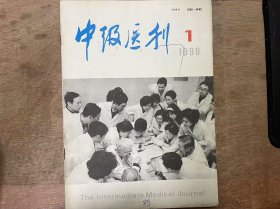 中级医刊
1
1990
The Intermediate Medical Journal